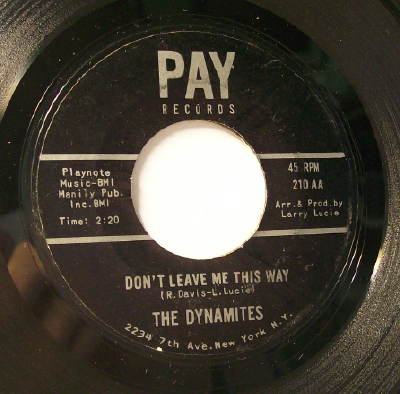 PAY
RECORDS
Playnote
Music-BMI
Manily Pub.
Inc. BMI
Time: 2:20
45 RPM
210 AA
Arr. & Prod. by
Larry Lucie
DON'T LEAVE ME THIS WAY
(R. Davis-L. Lucie)
THE DYNAMITES
2234 7th Ave. New York N.Y.